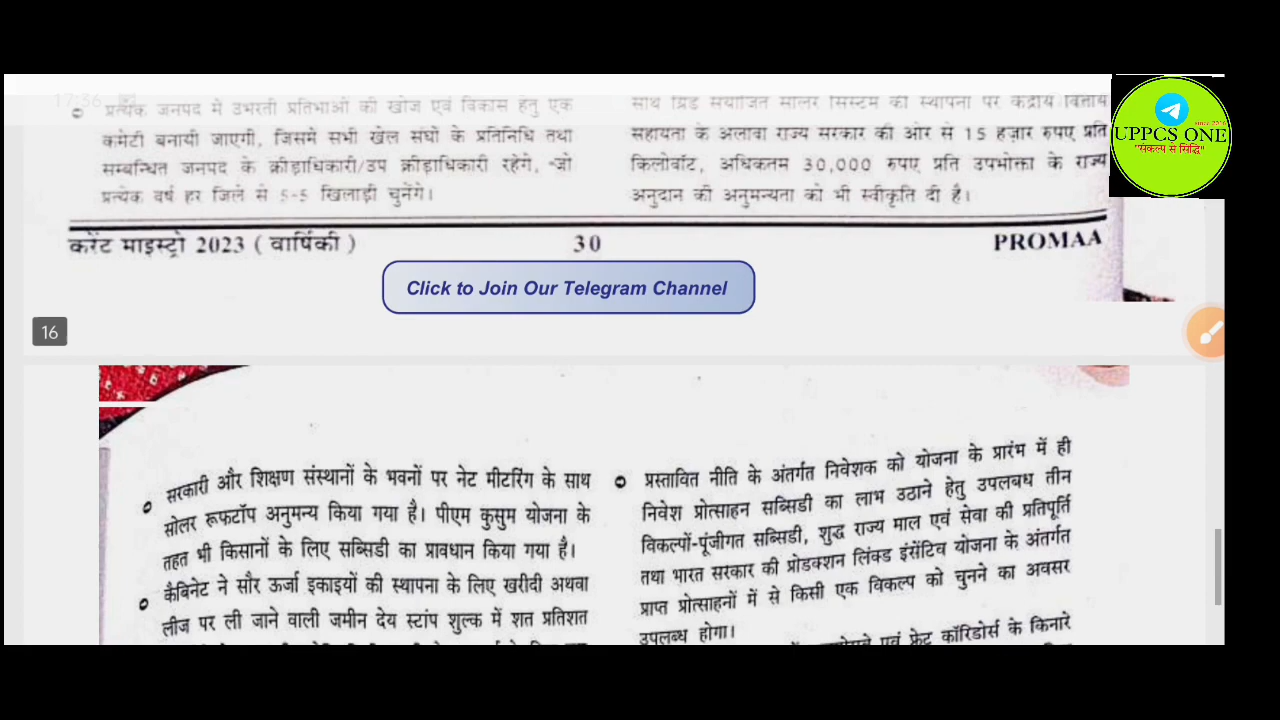 17:36
प्रत्येक जनपद में उभरती प्रतिभाओं की खोज एवं विकास हेतु एक
कमेटी बनायी जाएगी, जिसमें सभी खेल संघों के प्रतिनिधि तथा
सम्बन्धित जनपद के क्रीड़ाधिकारी/उप क्रीड़ाधिकारी रहेंगे, जो
प्रत्येक वर्ष हर जिले से 5-5 खिलाड़ी चुनेंगे।
साथ ग्रिड संयोजित सोलर सिस्टम की स्थापना पर केंद्रीय वित्तीय
सहायता के अलावा राज्य सरकार की ओर से 15 हज़ार रुपए प्रति
किलोवॉट, अधिकतम 30,000 रुपए प्रति उपभोक्ता के राज्य
अनुदान की अनुमन्यता को भी स्वीकृति दी है।
since 2016
UPPCS ONE
"संकल्प से सिद्धि"
करेंट माइस्ट्रो 2023 ( वार्षिकी )
30
PROMAA
Click to Join Our Telegram Channel
16
सरकारी और शिक्षण संस्थानों के भवनों पर नेट मीटरिंग के साथ
सोलर रूफटॉप अनुमन्य किया गया है। पीएम कुसुम योजना के
तहत भी किसानों के लिए सब्सिडी का प्रावधान किया गया है।
कैबिनेट ने सौर ऊर्जा इकाइयों की स्थापना के लिए खरीदी अथवा
लीज पर ली जाने वाली जमीन देय स्टांप शुल्क में शत प्रतिशत
प्रस्तावित नीति के अंतर्गत निवेशक को योजना के प्रारंभ में ही
निवेश प्रोत्साहन सब्सिडी का लाभ उठाने हेतु उपलबध तीन
विकल्पों-पूंजीगत सब्सिडी, शुद्ध राज्य माल एवं सेवा की प्रतिपूर्ति
तथा भारत सरकार की प्रोडक्शन लिंक्ड इंसेंटिव योजना के अंतर्गत
प्राप्त प्रोत्साहनों में से किसी एक विकल्प को चुनने का अवसर
उपलब्ध होगा।
एवं फ्रेट कॉरिडोर्स के किनारे